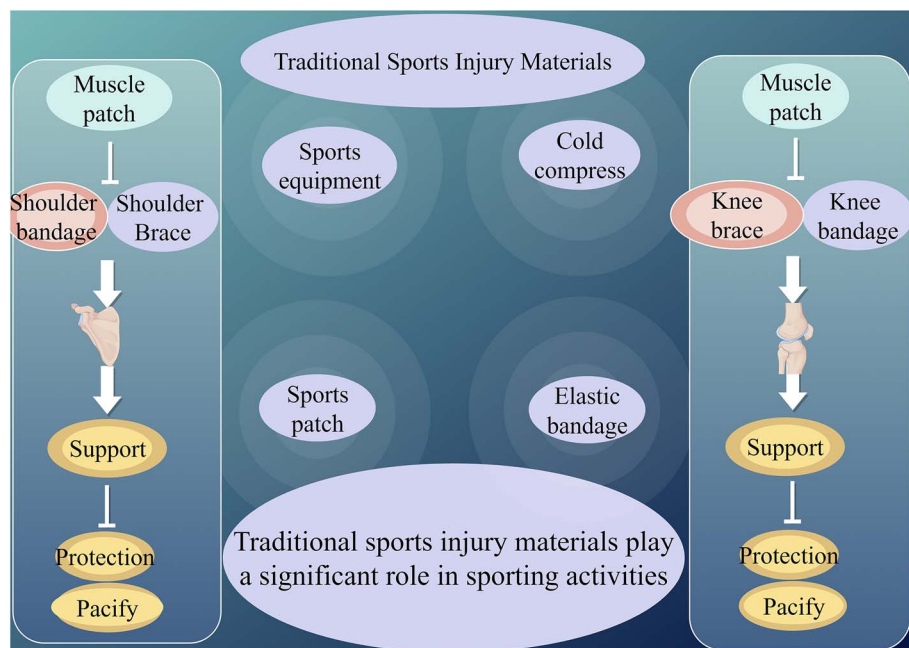 Traditional Sports Injury Materials
Muscle
patch
Shoulder
bandage
Shoulder
Brace
Support
Protection
Pacify
Sports
equipment
Cold
compress
Sports
patch
Elastic
bandage
Traditional sports injury materials play
a significant role in sporting activities
Muscle
patch
Knee
brace
Knee
bandage
Support
Protection
Pacify